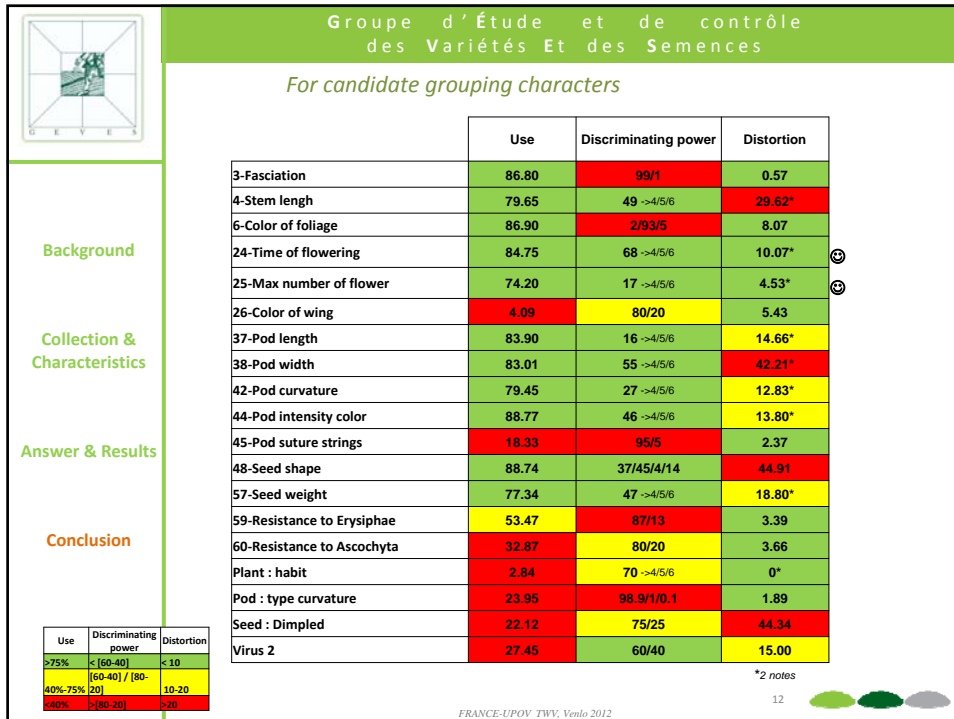 Groupe d'Étude et de contrôle
des Variétés Et des Semences
G E V E S
For candidate grouping characters
Use Discriminating power Distortion
3-Fasciation 86.80 99/1 0.57
4-Stem lengh 79.65 49 ->4/5/6 29.62*
6-Color of foliage 86.90 2/93/5 8.07
24-Time of flowering 84.75 68 ->4/5/6 10.07* ☺
25-Max number of flower 74.20 17 ->4/5/6 4.53* ☺
26-Color of wing 4.09 80/20 5.43
37-Pod length 83.90 16 ->4/5/6 14.66*
38-Pod width 83.01 55 ->4/5/6 42.21*
42-Pod curvature 79.45 27 ->4/5/6 12.83*
44-Pod intensity color 88.77 46 ->4/5/6 13.80*
45-Pod suture strings 18.33 95/5 2.37
48-Seed shape 88.74 37/45/4/14 44.91
57-Seed weight 77.34 47 ->4/5/6 18.80*
59-Resistance to Erysiphae 53.47 87/13 3.39
60-Resistance to Ascochyta 32.87 80/20 3.66
Plant : habit 2.84 70 ->4/5/6 0*
Pod : type curvature 23.95 98.9/1/0.1 1.89
Seed : Dimpled 22.12 75/25 44.34
Virus 2 27.45 60/40 15.00
*2 notes
Background
Collection &
Characteristics
Answer & Results
Conclusion
Use Discriminating power Distortion
>75% < [60-40] < 10
40%-75% [60-40] / [80-20] 10-20
<40% >[80-20] >20
FRANCE-UPOV TWV, Venlo 2012
12